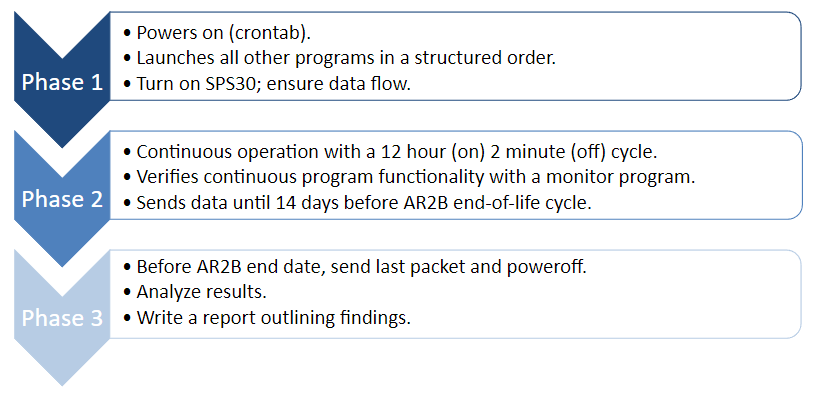 Phase 1
• Powers on (crontab).
• Launches all other programs in a structured order.
• Turn on SPS30; ensure data flow.
Phase 2
• Continuous operation with a 12 hour (on) 2 minute (off) cycle.
• Verifies continuous program functionality with a monitor program.
• Sends data until 14 days before AR2B end-of-life cycle.
Phase 3
• Before AR2B end date, send last packet and poweroff.
• Analyze results.
• Write a report outlining findings.